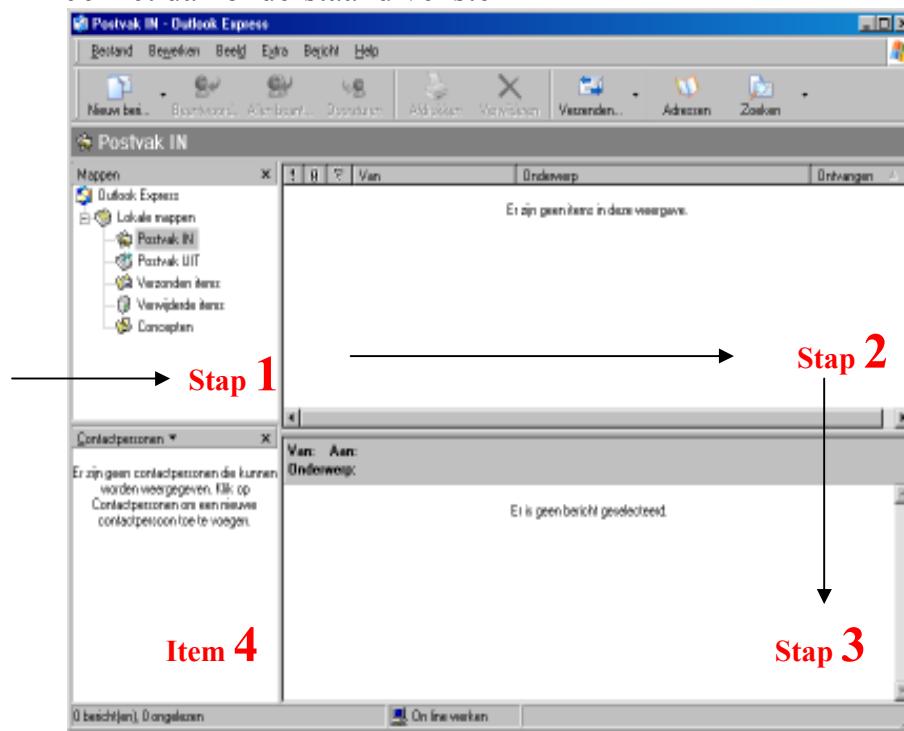 Postvak IN - Outlook Express
Bestand Bewerken Beeld Extra Bericht Help
Nieuw beri... Beantwoord... Allen beant... Doorsturen Afdrukken Verwijderen Verzenden... Adressen Zoeken
Postvak IN
Mappen
Outlook Express
Lokale mappen
Postvak IN
Postvak UIT
Verzonden items
Verwijderde items
Concepten
Stap 1
Van Onderwerp Ontvangen
Er zijn geen items in deze weergave.
Stap 2
Contactpersonen
Er zijn geen contactpersonen die kunnen
worden weergegeven. Klik op
Contactpersonen om een nieuwe
contactpersoon toe te voegen.
Item 4
Van: Aan:
Onderwerp:
Er is geen bericht geselecteerd.
Stap 3
0 bericht(en), 0 ongelezen
On line werken